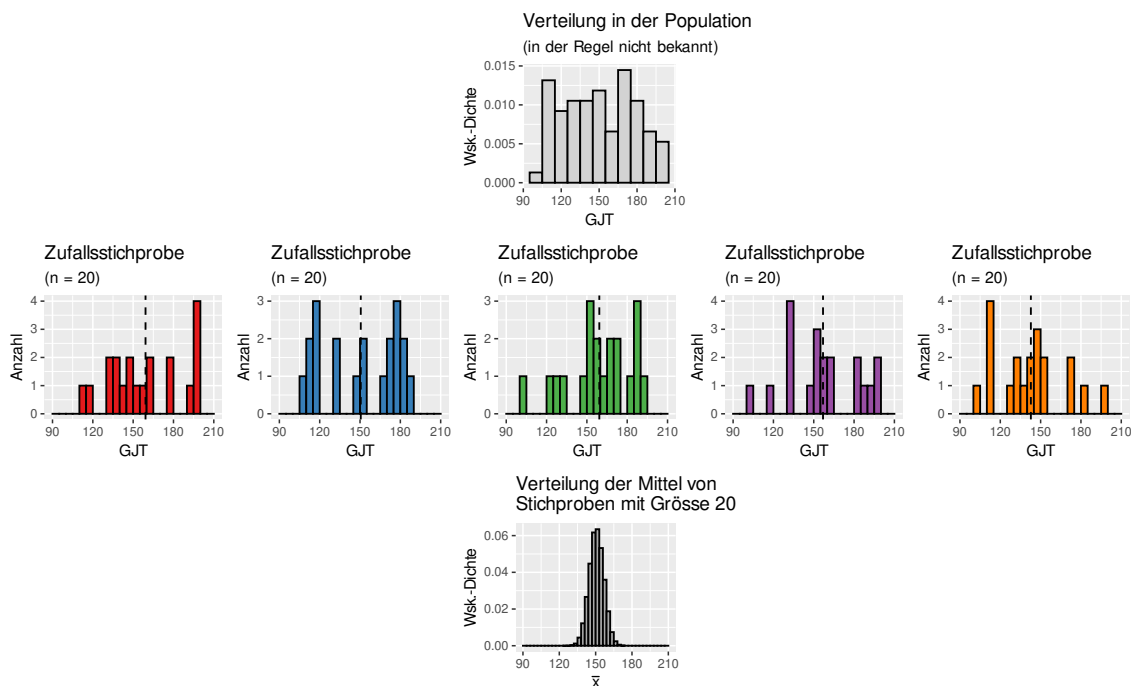 Verteilung in der Population
(in der Regel nicht bekannt)
0.015
0.010
0.005
0.000
Wsk.-Dichte
90 120 150 180 210
GJT
Zufallsstichprobe
(n = 20)
4
3
2
1
0
Anzahl
90 120 150 180 210
GJT
Zufallsstichprobe
(n = 20)
3
2
1
0
Anzahl
90 120 150 180 210
GJT
Zufallsstichprobe
(n = 20)
3
2
1
0
Anzahl
90 120 150 180 210
GJT
Zufallsstichprobe
(n = 20)
4
3
2
1
0
Anzahl
90 120 150 180 210
GJT
Zufallsstichprobe
(n = 20)
4
3
2
1
0
Anzahl
90 120 150 180 210
GJT
Verteilung der Mittel von
Stichproben mit Grösse 20
0.06
0.04
0.02
0.00
Wsk.-Dichte
90 120 150 180 210
x̅